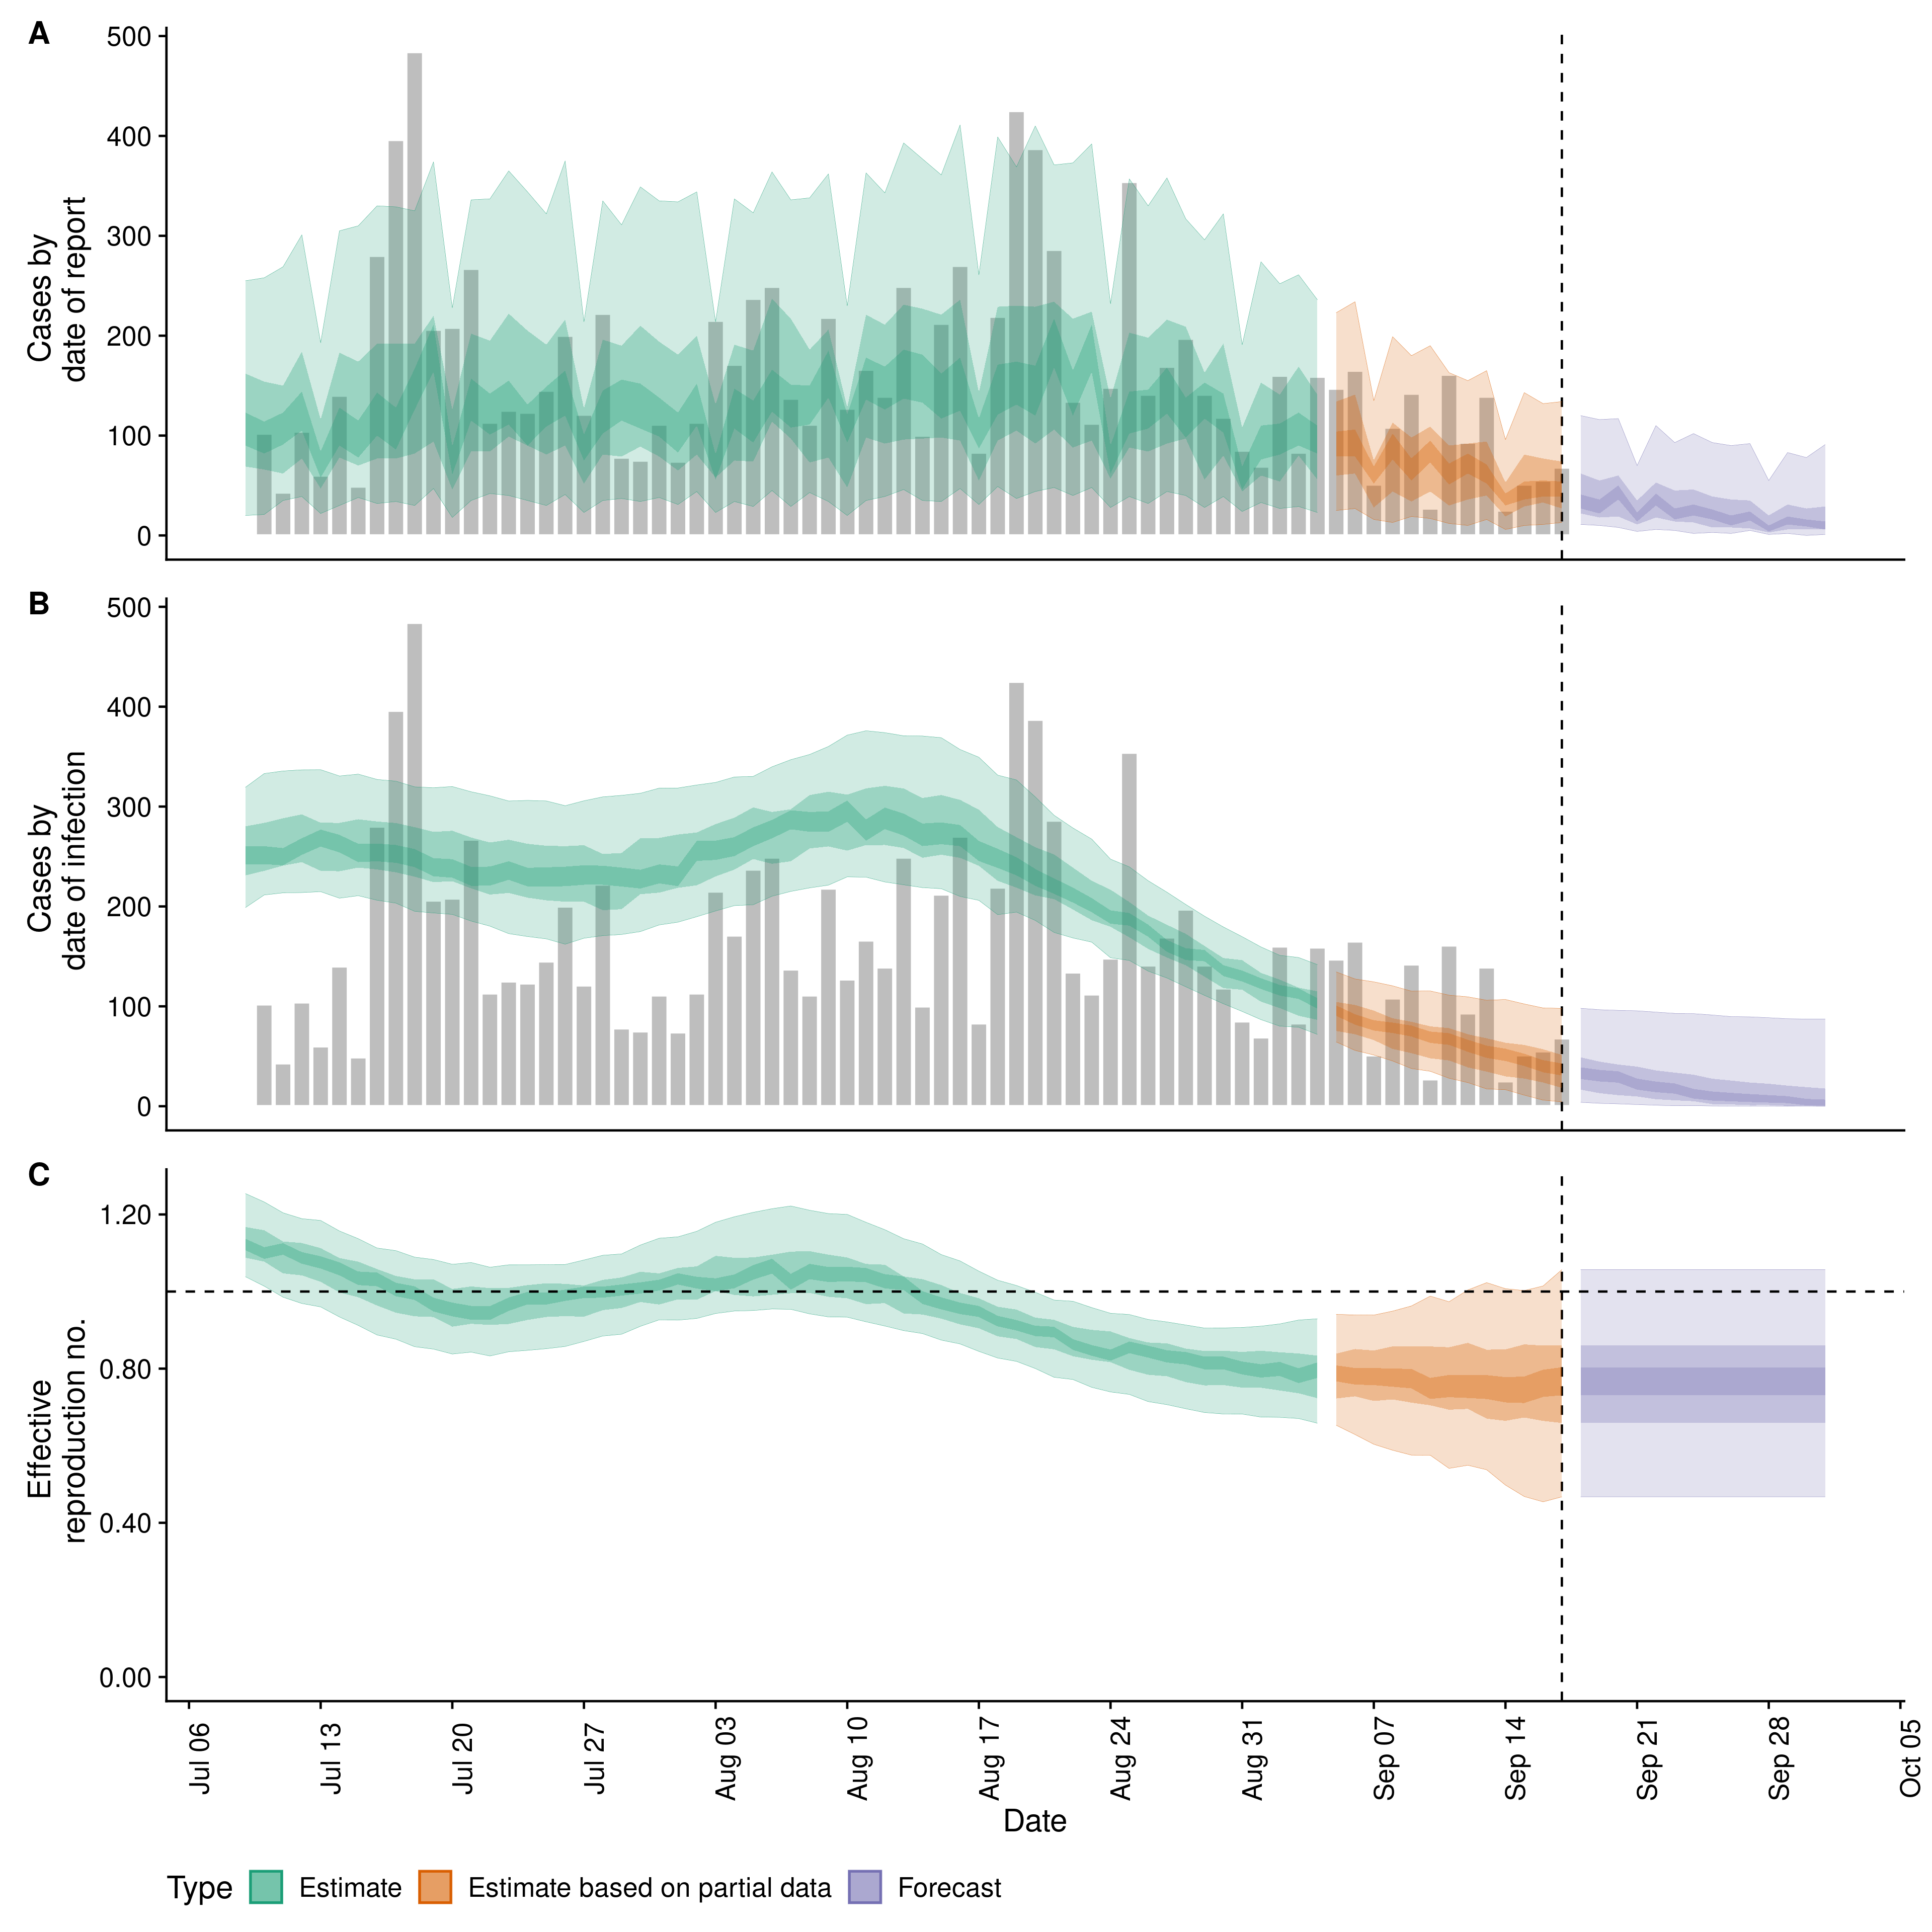 A
500
400
300
200
100
0
Cases by
date of report
B
500
400
300
200
100
0
Cases by
date of infection
C
1.20
0.80
0.40
0.00
Effective
reproduction no.
Jul 06
Jul 13
Jul 20
Jul 27
Aug 03
Aug 10
Aug 17
Aug 24
Aug 31
Sep 07
Sep 14
Sep 21
Sep 28
Oct 05
Date
Type Estimate Estimate based on partial data Forecast